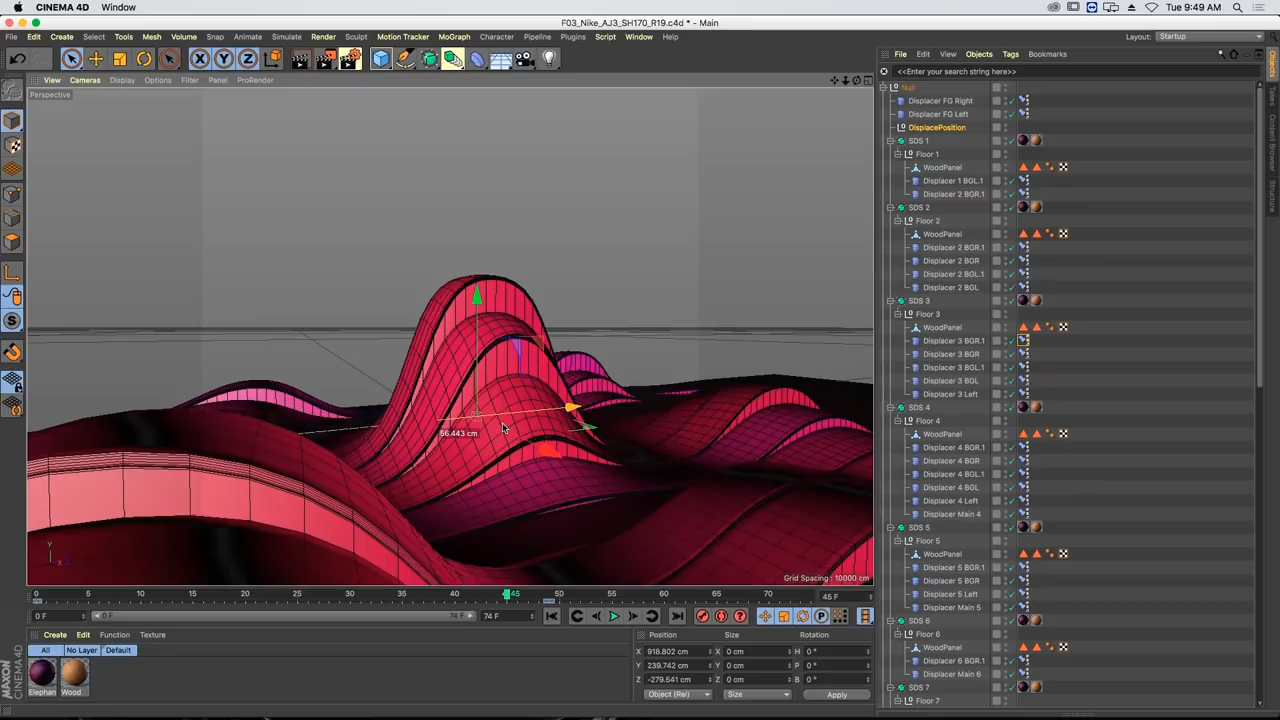 CINEMA 4D Window
Tue 9:49 AM
F03_Nike_AJ3_SH170_R19.c4d * - Main
File Edit Create Select Tools Mesh Volume Snap Animate Simulate Render Sculpt Motion Tracker MoGraph Character Pipeline Plugins Script Window Help
Layout: Startup
File Edit View Objects Tags Bookmarks
View Cameras Display Options Filter Panel ProRender
<<Enter your search string here>>
Perspective
Null
Displacer FG Right
Displacer FG Left
DisplacePosition
SDS 1
Floor 1
WoodPanel
Displacer 1 BGL.1
Displacer 2 BGR.1
SDS 2
Floor 2
WoodPanel
Displacer 2 BGR.1
Displacer 2 BGR
Displacer 2 BGL.1
Displacer 2 BGL
SDS 3
Floor 3
WoodPanel
Displacer 3 BGR.1
Displacer 3 BGR
Displacer 3 BGL.1
Displacer 3 BGL
Displacer 3 Left
SDS 4
Floor 4
WoodPanel
Displacer 4 BGR.1
Displacer 4 BGR
Displacer 4 BGL.1
Displacer 4 BGL
Displacer 4 Left
Displacer Main 4
SDS 5
Floor 5
WoodPanel
Displacer 5 BGR.1
Displacer 5 BGR
Displacer 5 Left
Displacer Main 5
SDS 6
Floor 6
WoodPanel
Displacer 6 BGR.1
Displacer Main 6
SDS 7
Floor 7
Objects
Takes
Content Browser
Structure
56.443 cm
Y
X
Grid Spacing : 10000 cm
0 5 10 15 20 25 30 35 40 45 50 55 60 65 70
45 F
0 F 0 F 74 F 74 F
Create Edit Function Texture
All No Layer Default
Elephan Wood
Position Size Rotation
X 918.802 cm X 0 cm H 0 °
Y 239.742 cm Y 0 cm P 0 °
Z -279.541 cm Z 0 cm B 0 °
Object (Rel) Size Apply
MAXON CINEMA 4D